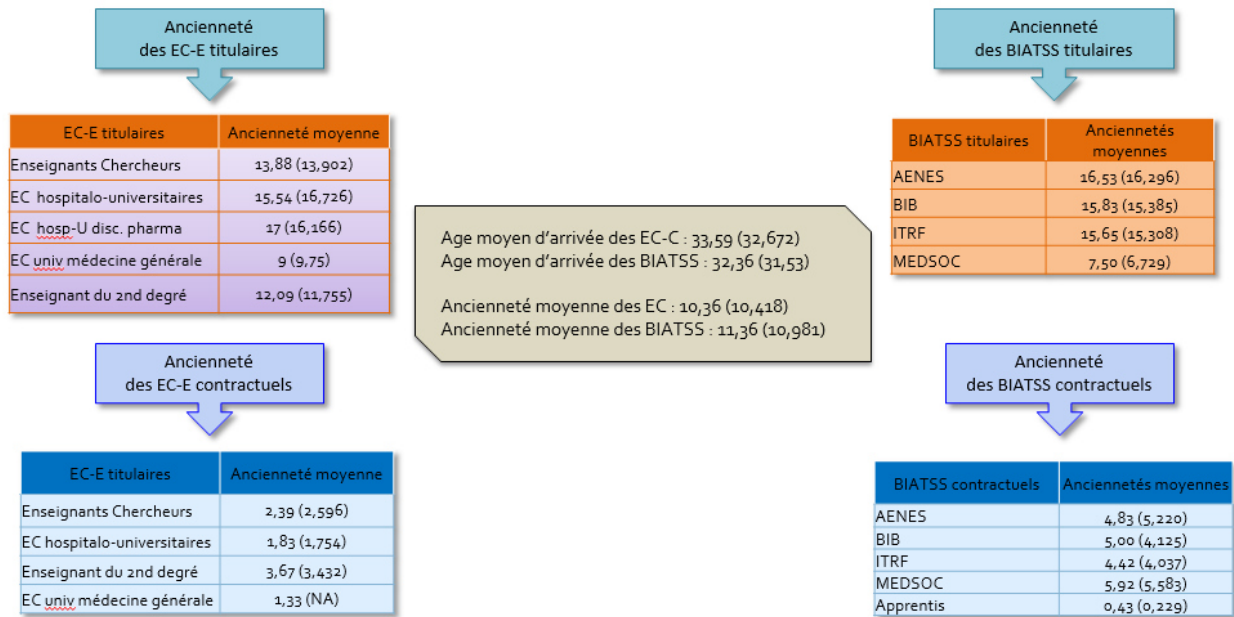 Ancienneté
des EC-E titulaires
EC-E titulaires Ancienneté moyenne
Enseignants Chercheurs 13,88 (13,902)
EC hospitalo-universitaires 15,54 (16,726)
EC hosp-U disc. pharma 17 (16,166)
EC univ médecine générale 9 (9,75)
Enseignant du 2nd degré 12,09 (11,755)
Ancienneté
des BIATSS titulaires
BIATSS titulaires Anciennetés
moyennes
AENES 16,53 (16,296)
BIB 15,83 (15,385)
ITRF 15,65 (15,308)
MEDSOC 7,50 (6,729)
Age moyen d'arrivée des EC-C : 33,59 (32,672)
Age moyen d'arrivée des BIATSS : 32,36 (31,53)
Ancienneté moyenne des EC : 10,36 (10,418)
Ancienneté moyenne des BIATSS : 11,36 (10,981)
Ancienneté
des EC-E contractuels
EC-E titulaires Ancienneté moyenne
Enseignants Chercheurs 2,39 (2,596)
EC hospitalo-universitaires 1,83 (1,754)
Enseignant du 2nd degré 3,67 (3,432)
EC univ médecine générale 1,33 (NA)
Ancienneté
des BIATSS contractuels
BIATSS contractuels Anciennetés moyennes
AENES 4,83 (5,220)
BIB 5,00 (4,125)
ITRF 4,42 (4,037)
MEDSOC 5,92 (5,583)
Apprentis 0,43 (0,229)